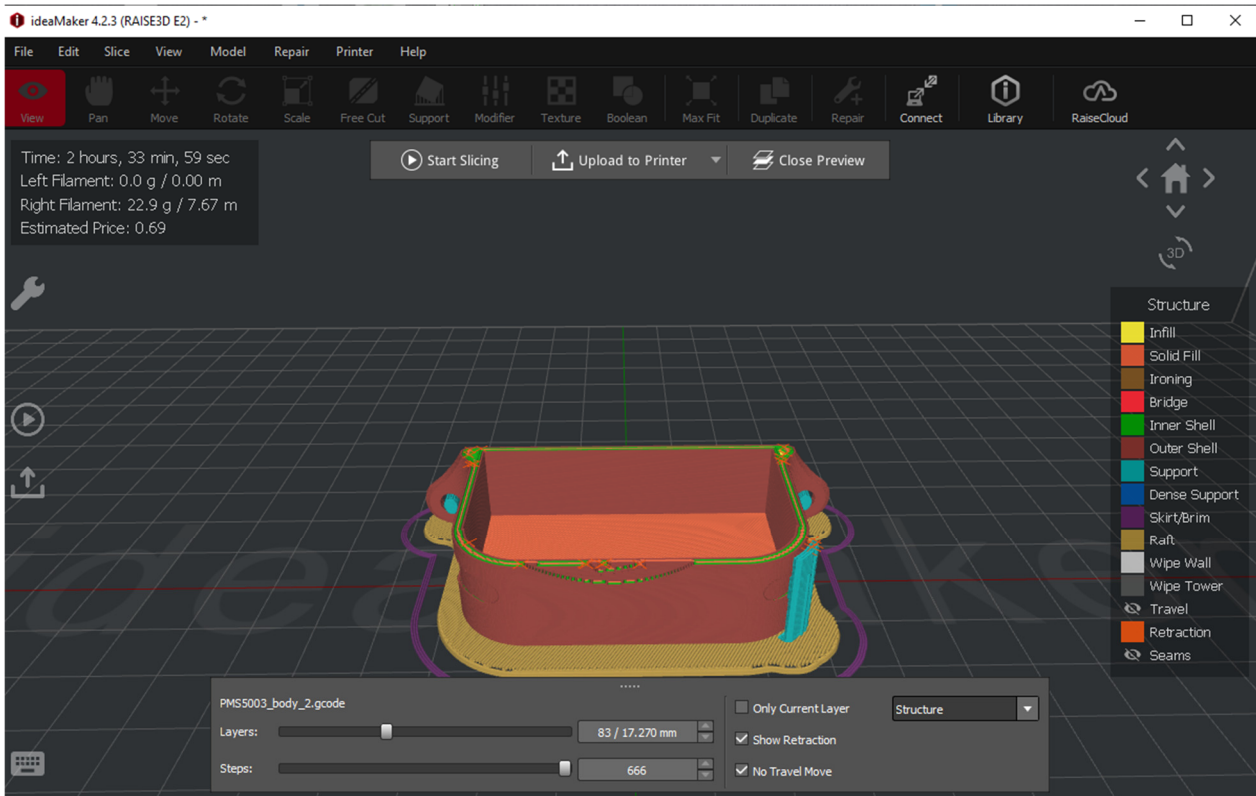 ideaMaker 4.2.3 (RAISE3D E2) - *
File Edit Slice View Model Repair Printer Help
View Pan Move Rotate Scale Free Cut Support Modifier Texture Boolean Max Fit Duplicate Repair Connect Library RaiseCloud
Time: 2 hours, 33 min, 59 sec
Left Filament: 0.0 g / 0.00 m
Right Filament: 22.9 g / 7.67 m
Estimated Price: 0.69
Start Slicing Upload to Printer Close Preview
3D
Structure
Infill
Solid Fill
Ironing
Bridge
Inner Shell
Outer Shell
Support
Dense Support
Skirt/Brim
Raft
Wipe Wall
Wipe Tower
Travel
Retraction
Seams
ideaMaker
PMS5003_body_2.gcode
Layers: 83 / 17.270 mm
Steps: 666
Only Current Layer
Show Retraction
No Travel Move
Structure